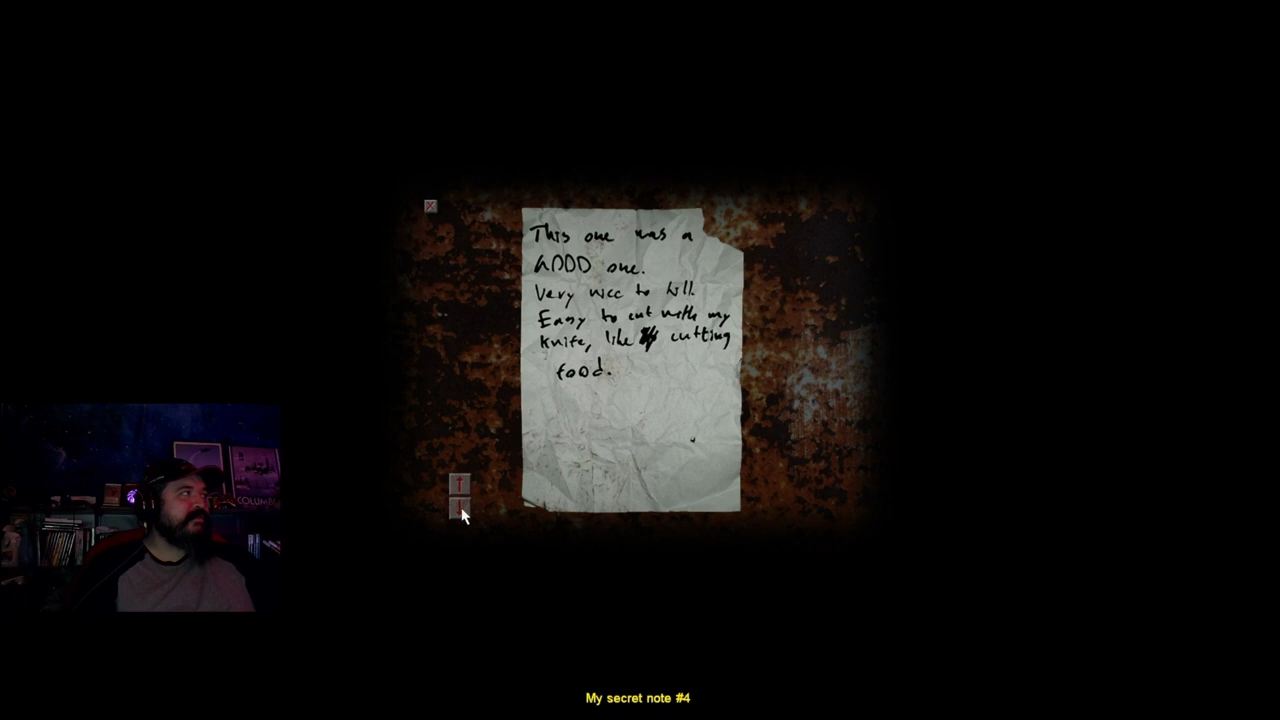 This one was a
GOOD one.
Very nice to kill.
Easy to cut with my
knife, like cutting
food.
COLUMBIA
My secret note #4